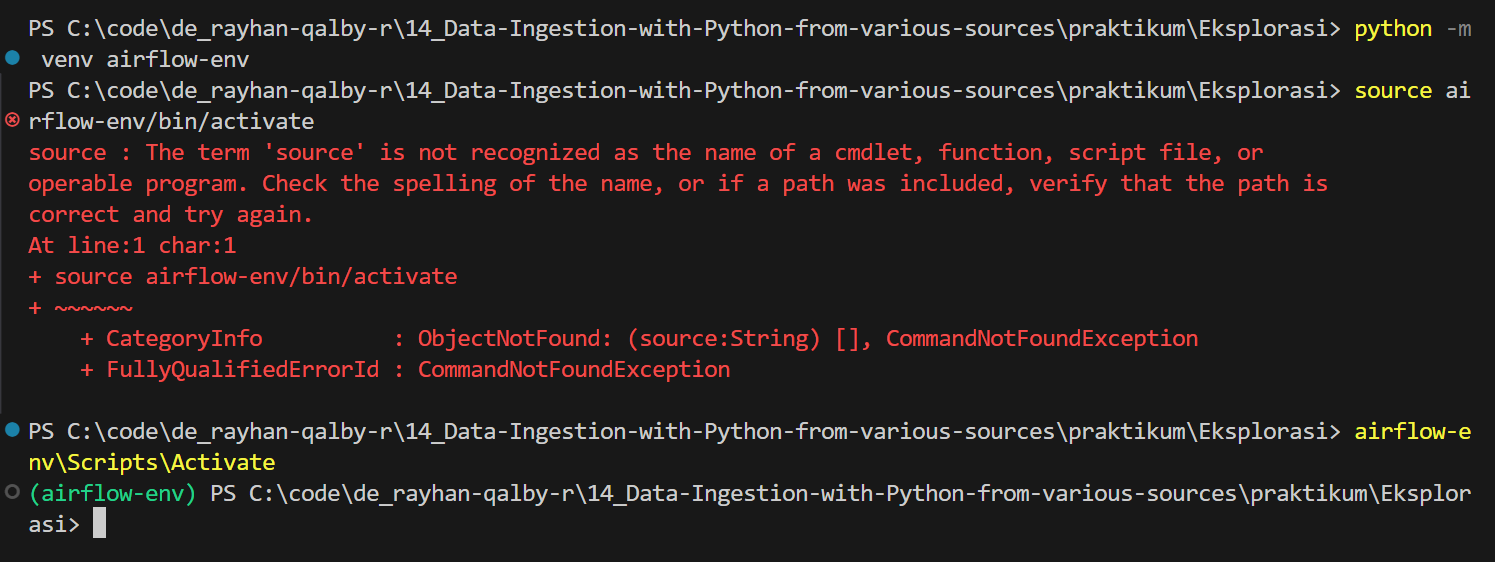 PS C:\code\de_rayhan-qalby-r\14_Data-Ingestion-with-Python-from-various-sources\praktikum\Eksplorasi> python -m
 venv airflow-env
PS C:\code\de_rayhan-qalby-r\14_Data-Ingestion-with-Python-from-various-sources\praktikum\Eksplorasi> source ai
rflow-env/bin/activate
source : The term 'source' is not recognized as the name of a cmdlet, function, script file, or
operable program. Check the spelling of the name, or if a path was included, verify that the path is
correct and try again.
At line:1 char:1
+ source airflow-env/bin/activate
+ ~~~~~~
    + CategoryInfo          : ObjectNotFound: (source:String) [], CommandNotFoundException
    + FullyQualifiedErrorId : CommandNotFoundException
PS C:\code\de_rayhan-qalby-r\14_Data-Ingestion-with-Python-from-various-sources\praktikum\Eksplorasi> airflow-e
nv\Scripts\Activate
(airflow-env) PS C:\code\de_rayhan-qalby-r\14_Data-Ingestion-with-Python-from-various-sources\praktikum\Eksplor
asi>